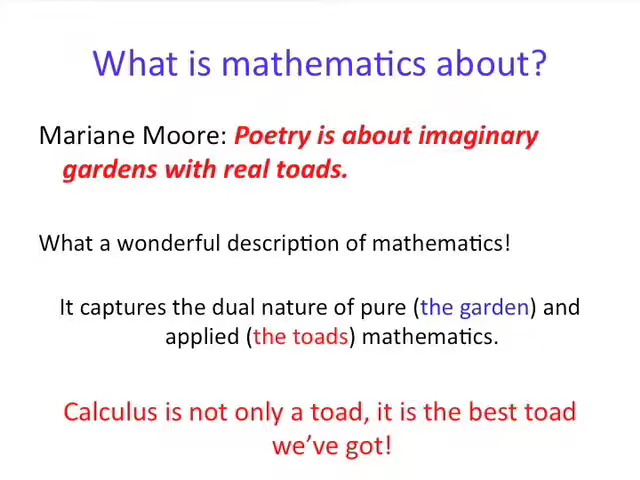 What is mathematics about?
Mariane Moore: Poetry is about imaginary
gardens with real toads.
What a wonderful description of mathematics!
It captures the dual nature of pure (the garden) and
applied (the toads) mathematics.
Calculus is not only a toad, it is the best toad
we’ve got!